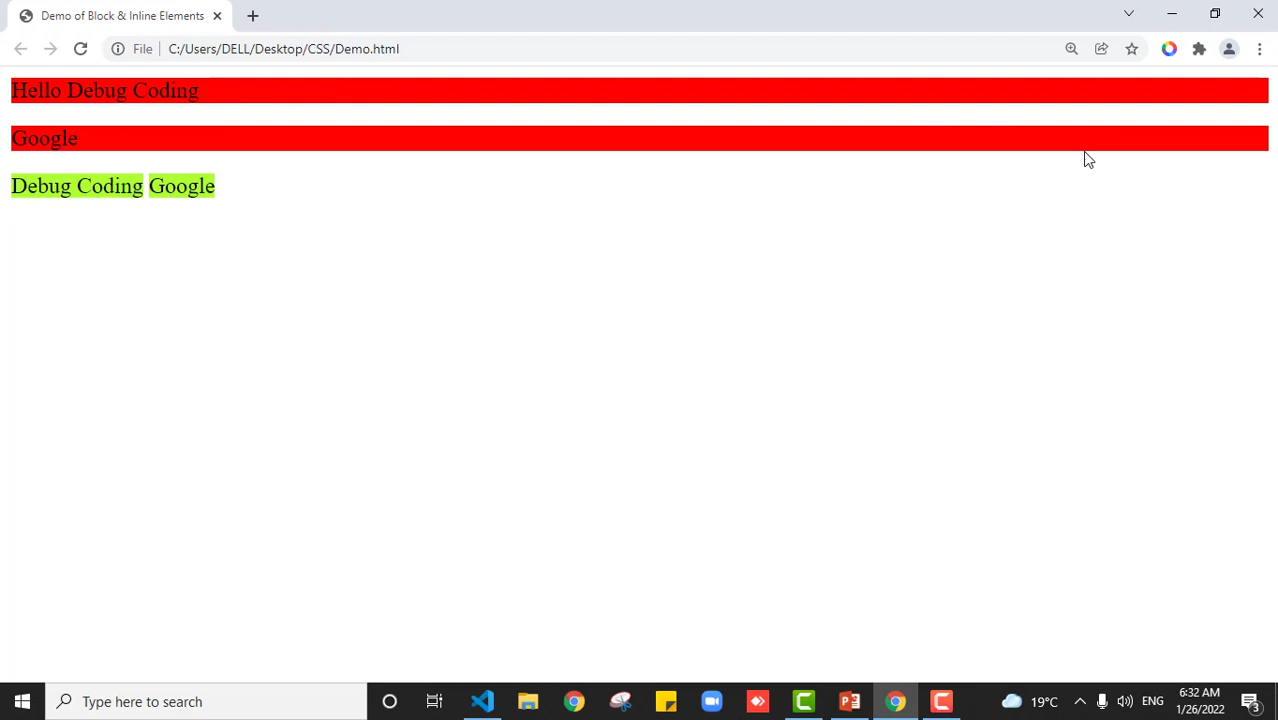 Demo of Block & Inline Elements
File
C:/Users/DELL/Desktop/CSS/Demo.html
Hello Debug Coding
Google
Debug Coding Google
Type here to search
19°C
ENG
6:32 AM
1/26/2022
3